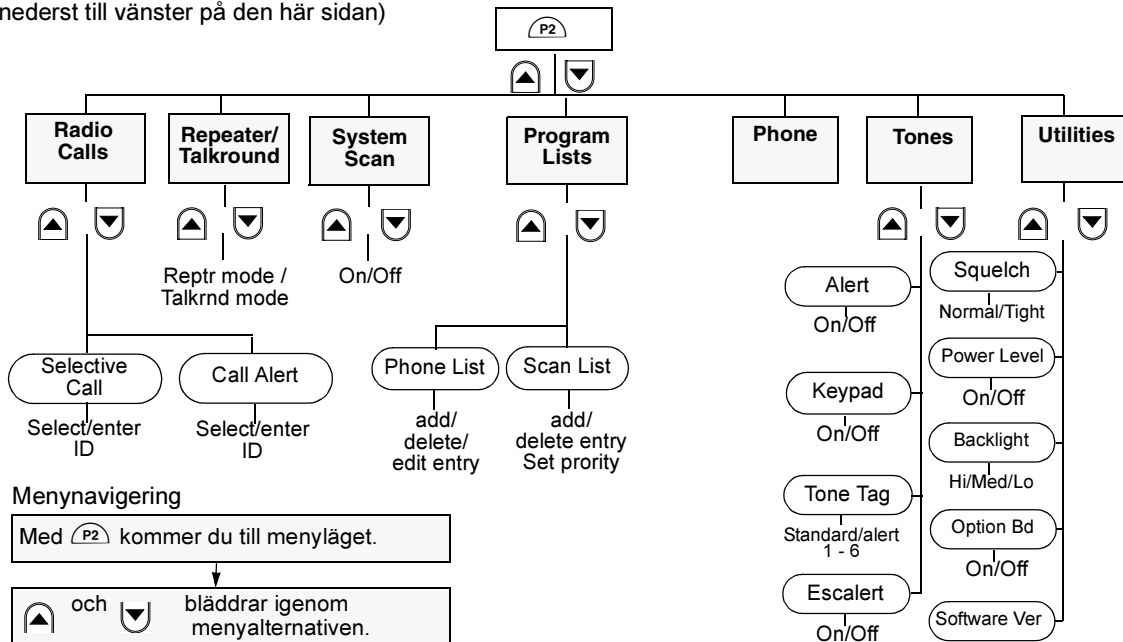 nederst till vänster på den här sidan)
P2
Radio
Calls
Repeater/
Talkround
System
Scan
Program
Lists
Phone
Tones
Utilities
Reptr mode /
Talkrnd mode
On/Off
Selective
Call
Select/enter
ID
Call Alert
Select/enter
ID
Phone List
add/
delete/
edit entry
Scan List
add/
delete entry
Set prority
Alert
On/Off
Keypad
On/Off
Tone Tag
Standard/alert
1 - 6
Escalert
On/Off
Squelch
Normal/Tight
Power Level
On/Off
Backlight
Hi/Med/Lo
Option Bd
On/Off
Software Ver
Menynavigering
Med P2 kommer du till menyläget.
och bläddrar igenom
menyalternativen.